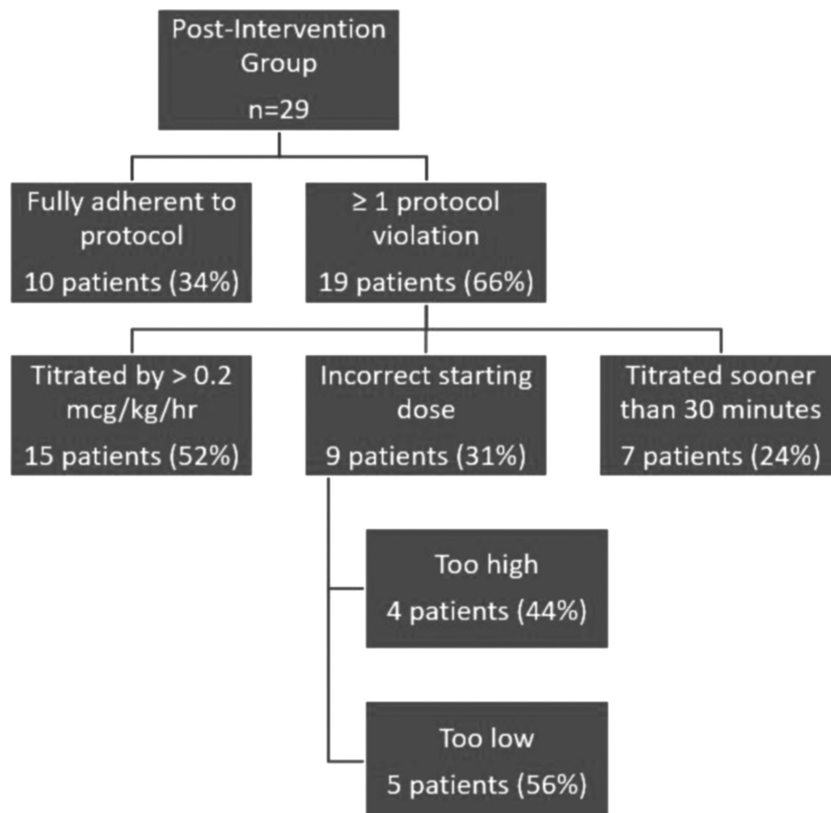 Post-Intervention
Group
n=29
Fully adherent to
protocol
10 patients (34%)
≥ 1 protocol
violation
19 patients (66%)
Titrated by > 0.2
mcg/kg/hr
15 patients (52%)
Incorrect starting
dose
9 patients (31%)
Titrated sooner
than 30 minutes
7 patients (24%)
Too high
4 patients (44%)
Too low
5 patients (56%)